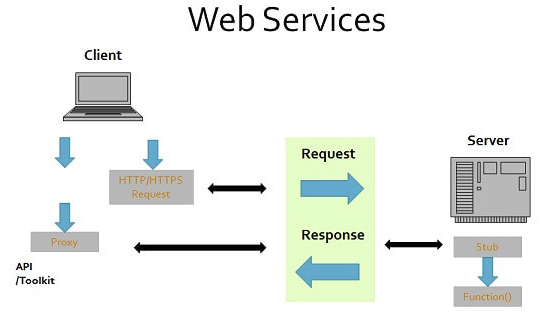 Web Services
Client
Server
HTTP/HTTPS
Request
Request
Response
Proxy
Stub
API
/Toolkit
Function()